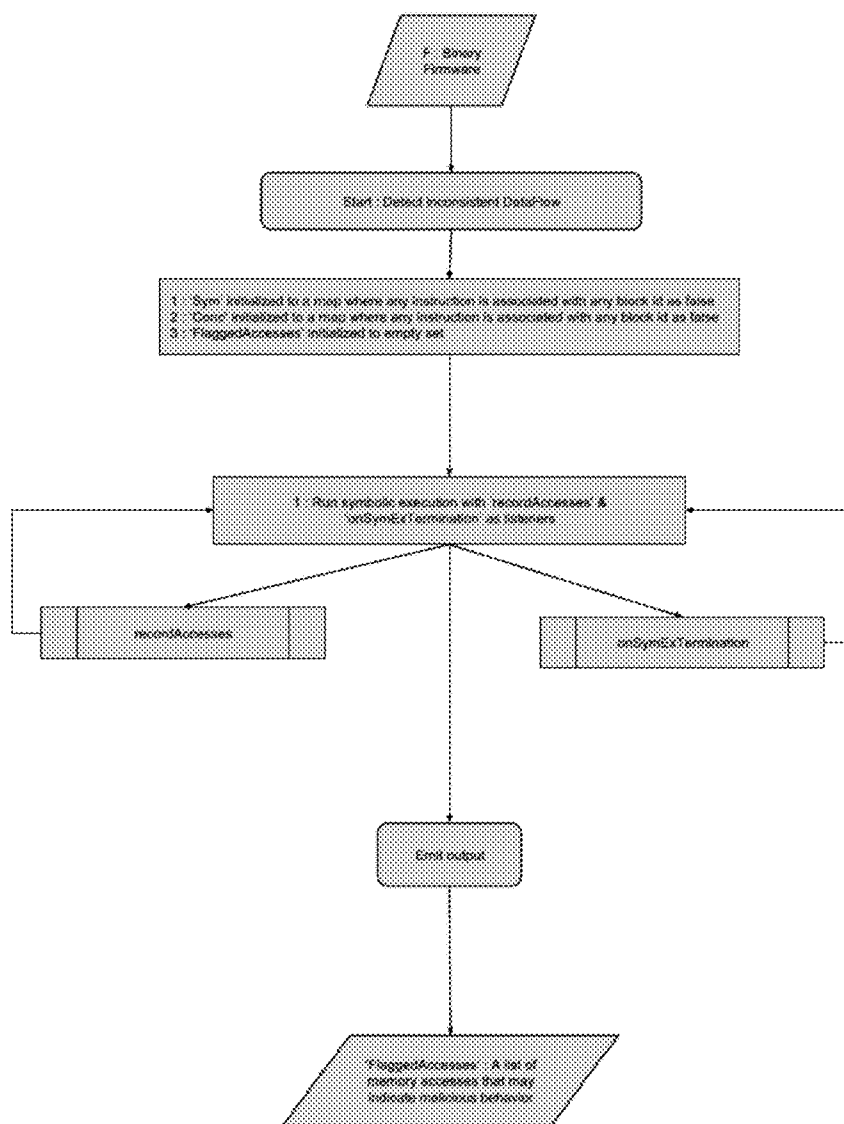 F : Binary
Firmware
Start : Detect inconsistent DataFlow
1 : 'Sym' initialized to a map where any instruction is associated with any block id as false
2 : 'Conc' initialized to a map where any instruction is associated with any block id as false
3 : 'FlaggedAccesses' initialized to empty set
1 : Run symbolic execution with 'recordAccesses' &
'onSymExTermination' as listeners
recordAccesses
onSymExTermination
Emit output
'FlaggedAccesses' : A list of
memory accesses that may
indicate malicious behavior